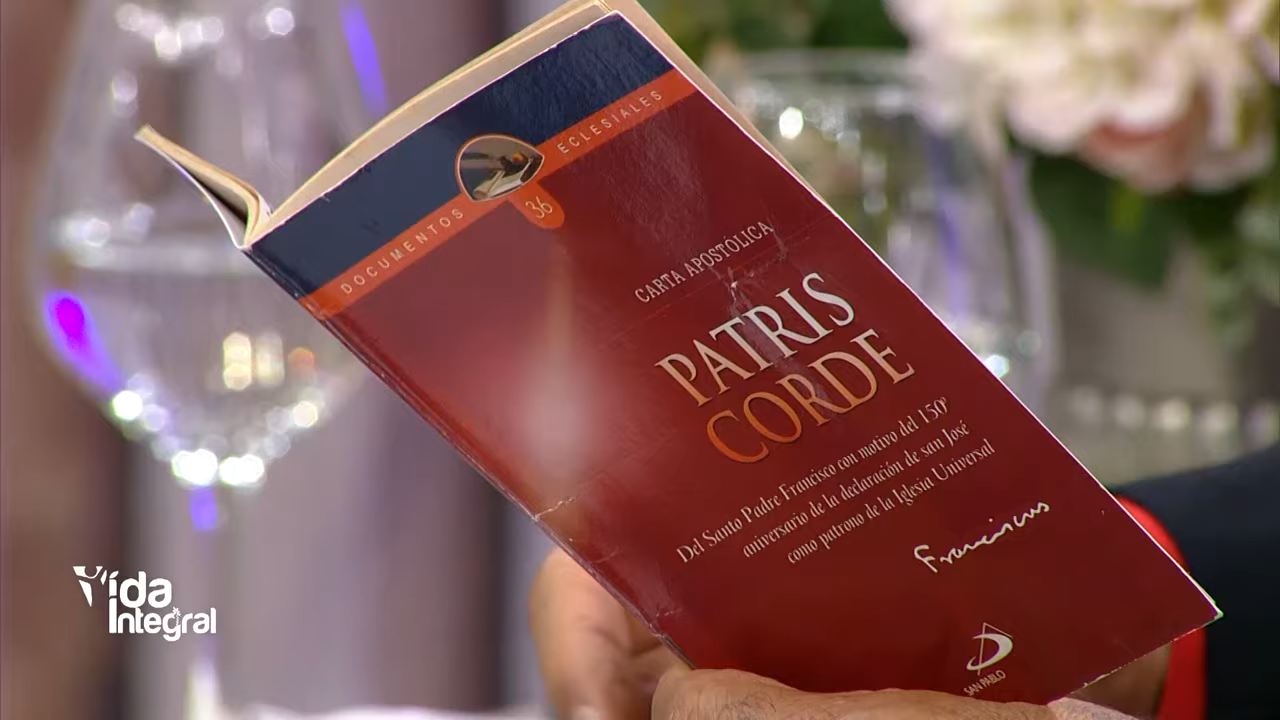 DOCUMENTOS
36
ECLESIALES
CARTA APOSTÓLICA
PATRIS
CORDE
Del Santo Padre Francisco con motivo del 150º
aniversario de la declaración de san José
como patrono de la Iglesia Universal
Franciscus
SAN PABLO
Vida
Integral